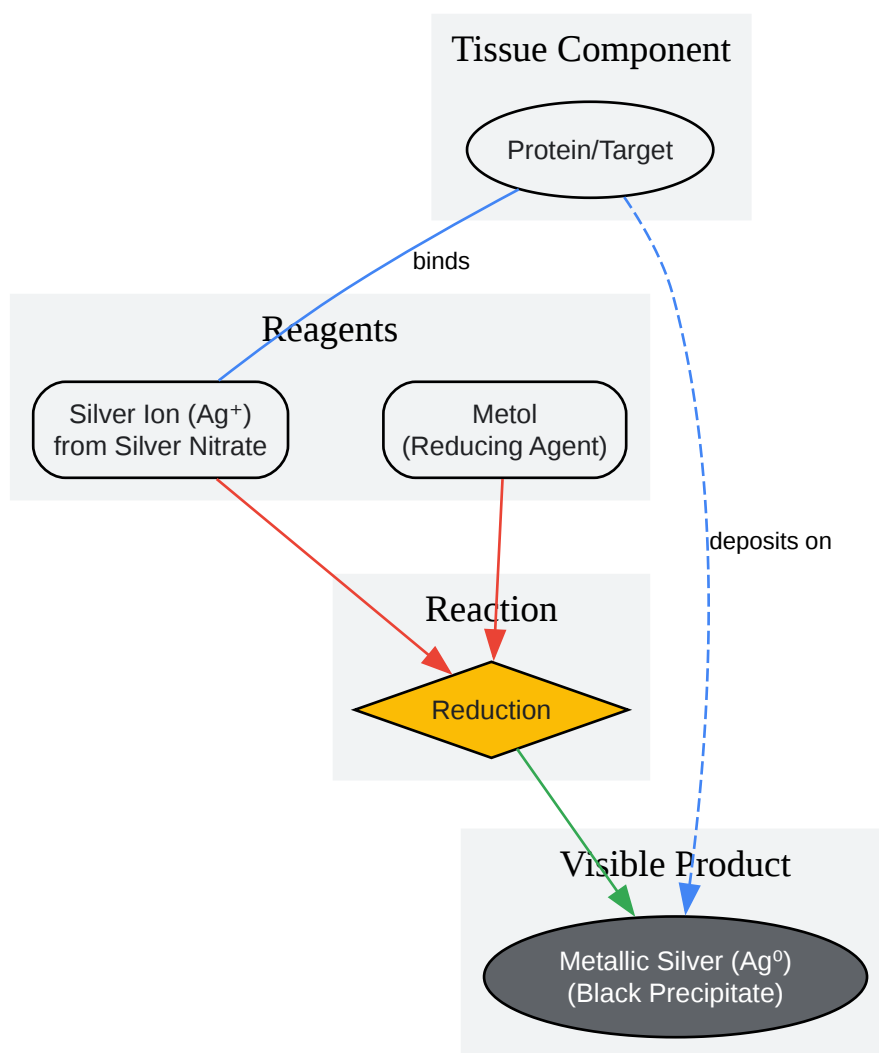 Tissue Component
Protein/Target
binds
Reagents
Silver Ion (Ag⁺)
from Silver Nitrate
Metol
(Reducing Agent)
deposits on
Reaction
Reduction
Visible Product
Metallic Silver (Ag⁰)
(Black Precipitate)